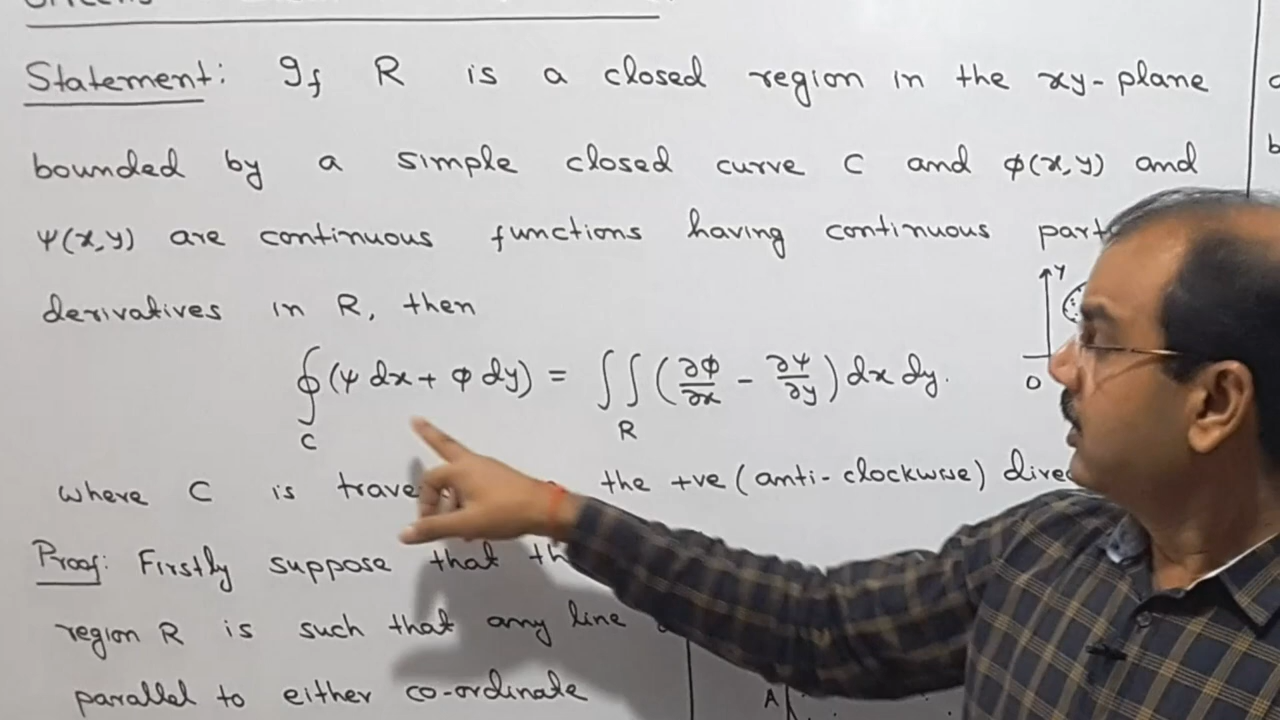 Statement: If R is a closed region in the xy-plane
bounded by a simple closed curve C and ϕ(x,y) and
ψ(x,y) are continuous functions having continuous part
derivatives in R, then
∮_C (ψ dx + ϕ dy) = ∬_R (∂ϕ/∂x - ∂ψ/∂y) dx dy.
where C is trave the +ve (anti-clockwise) direc
Proof: Firstly suppose that th
region R is such that any line
parallel to either co-ordinate
Y
O
A